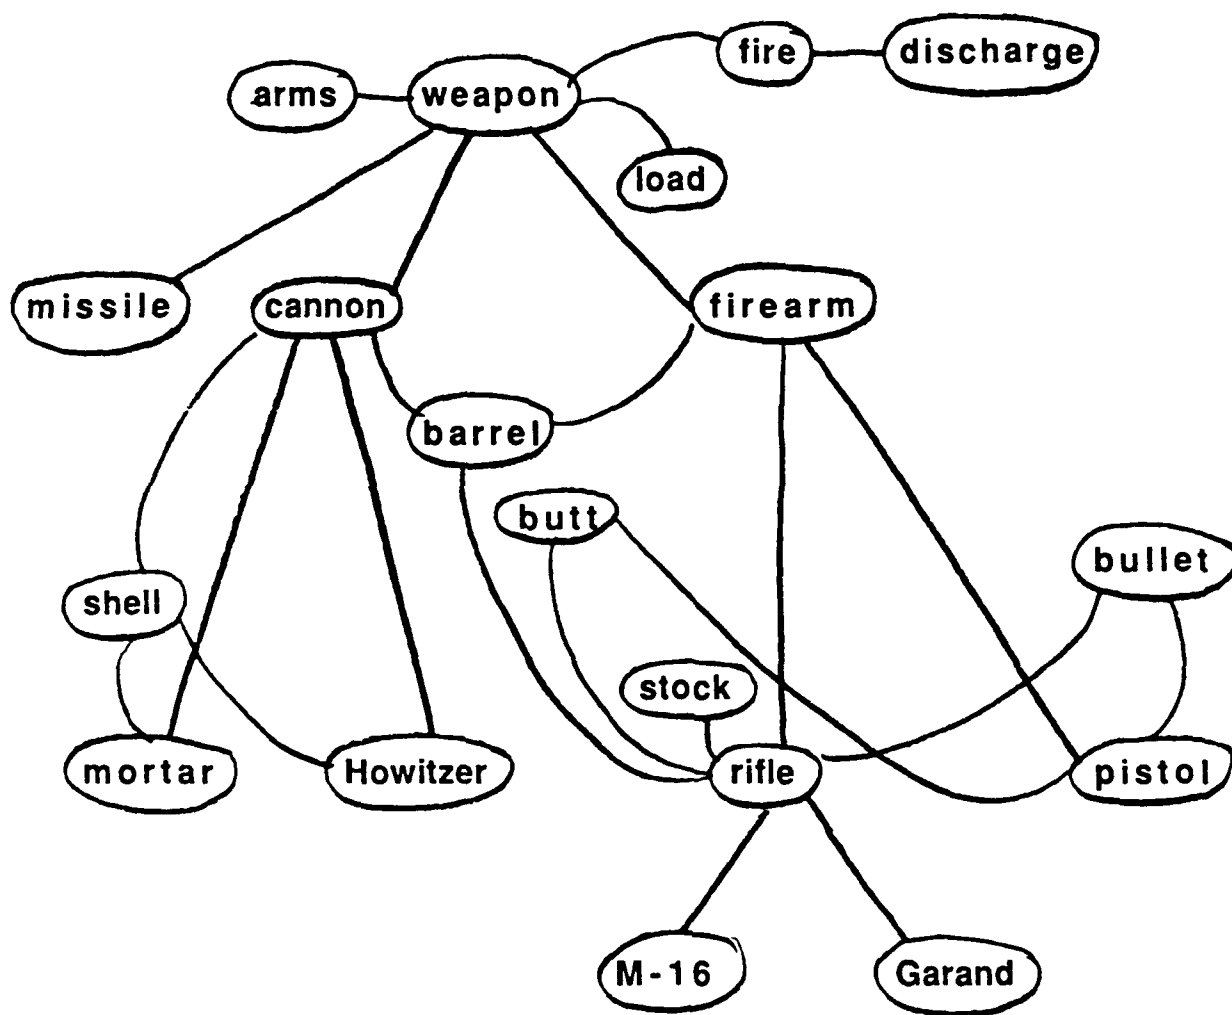 fire
discharge
arms
weapon
load
missile
cannon
firearm
barrel
butt
bullet
shell
stock
mortar
Howitzer
rifle
pistol
M-16
Garand